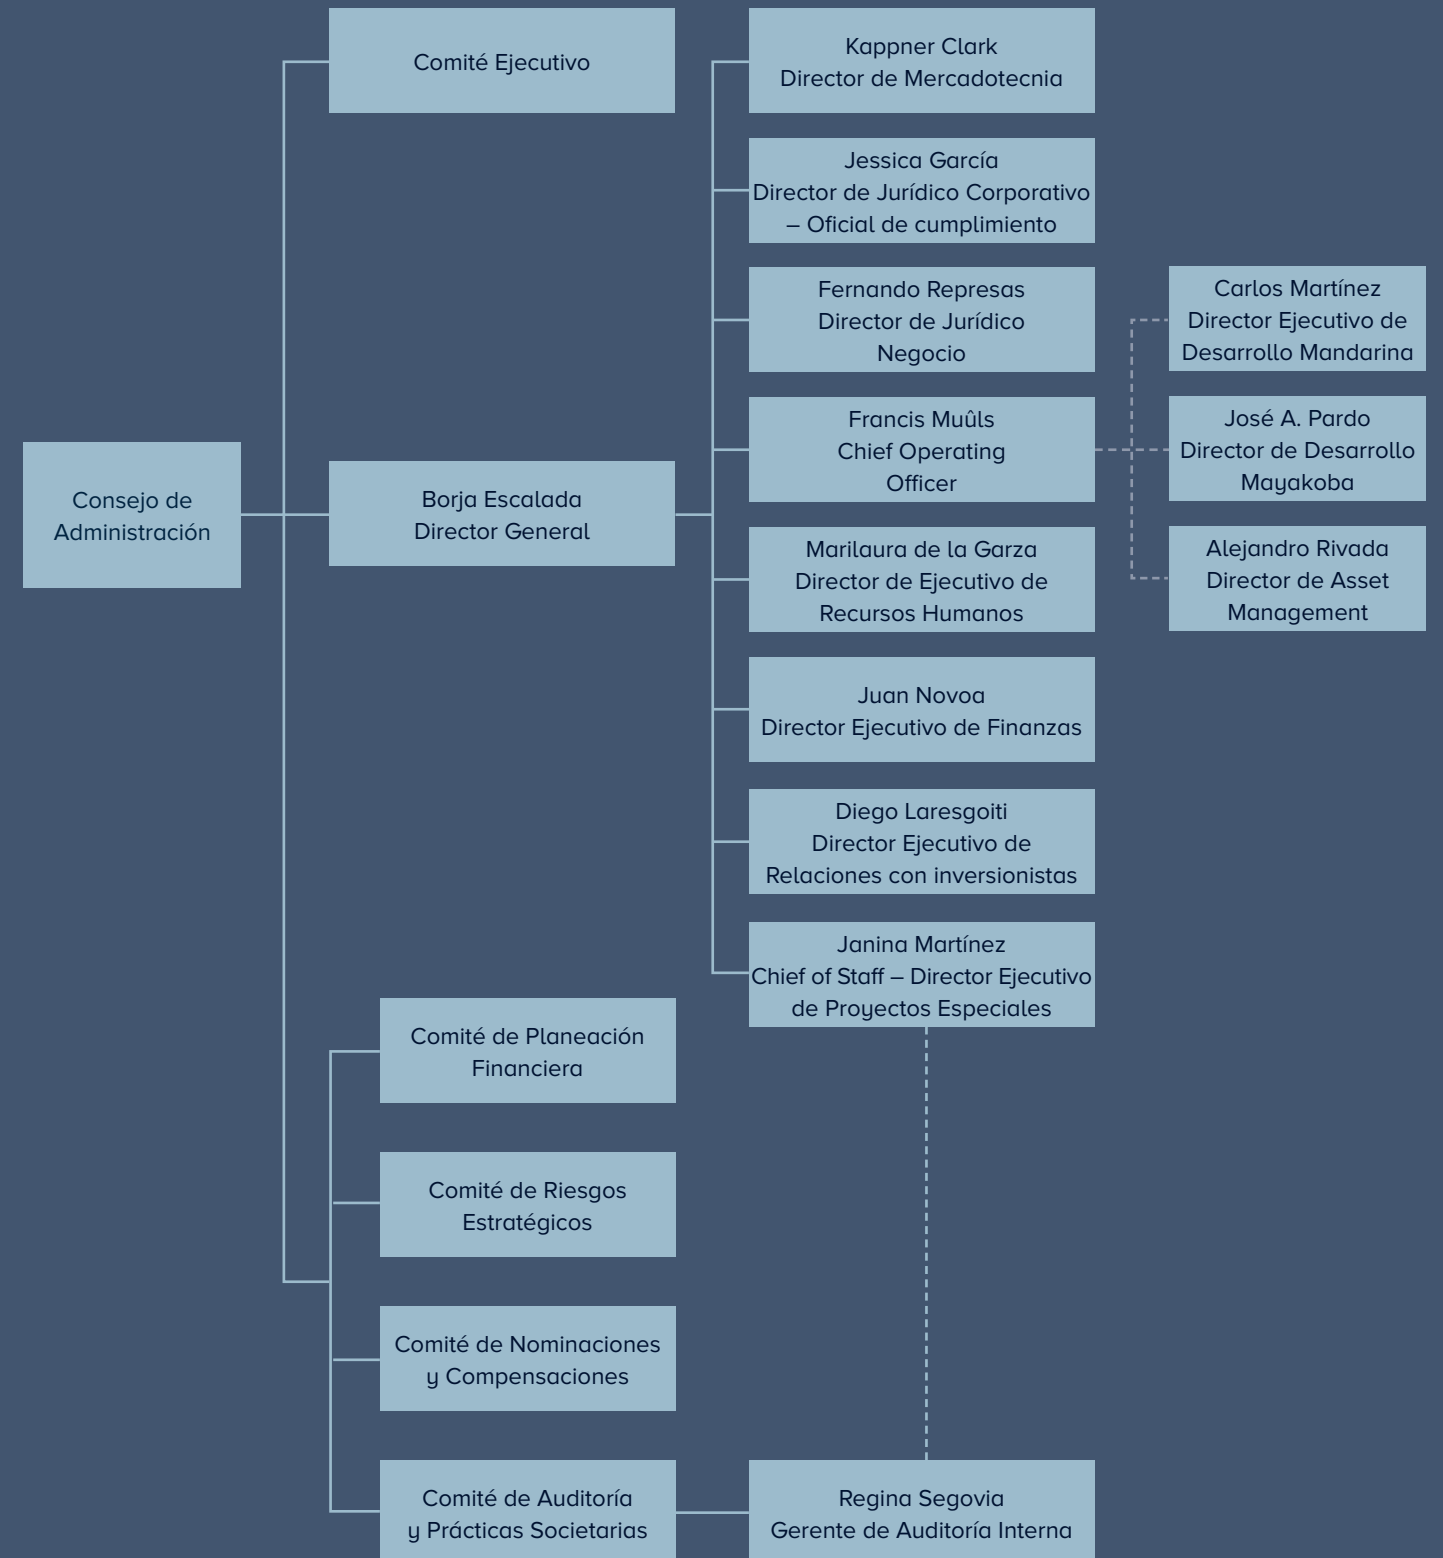 Consejo de
Administración
Comité Ejecutivo
Borja Escalada
Director General
Kappner Clark
Director de Mercadotecnia
Jessica García
Director de Jurídico Corporativo
– Oficial de cumplimiento
Fernando Represas
Director de Jurídico
Negocio
Francis Muûls
Chief Operating
Officer
Marilaura de la Garza
Director de Ejecutivo de
Recursos Humanos
Juan Novoa
Director Ejecutivo de Finanzas
Diego Laresgoiti
Director Ejecutivo de
Relaciones con inversionistas
Janina Martínez
Chief of Staff – Director Ejecutivo
de Proyectos Especiales
Carlos Martínez
Director Ejecutivo de
Desarrollo Mandarina
José A. Pardo
Director de Desarrollo
Mayakoba
Alejandro Rivada
Director de Asset
Management
Comité de Planeación
Financiera
Comité de Riesgos
Estratégicos
Comité de Nominaciones
y Compensaciones
Comité de Auditoría
y Prácticas Societarias
Regina Segovia
Gerente de Auditoría Interna